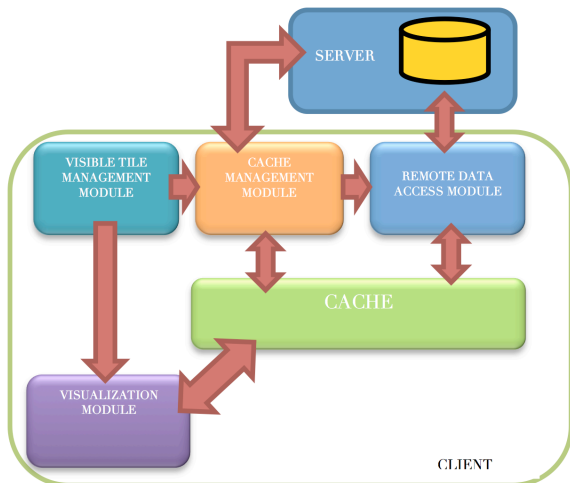 SERVER
VISIBLE TILE
MANAGEMENT
MODULE
CACHE
MANAGEMENT
MODULE
REMOTE DATA
ACCESS MODULE
CACHE
VISUALIZATION
MODULE
CLIENT